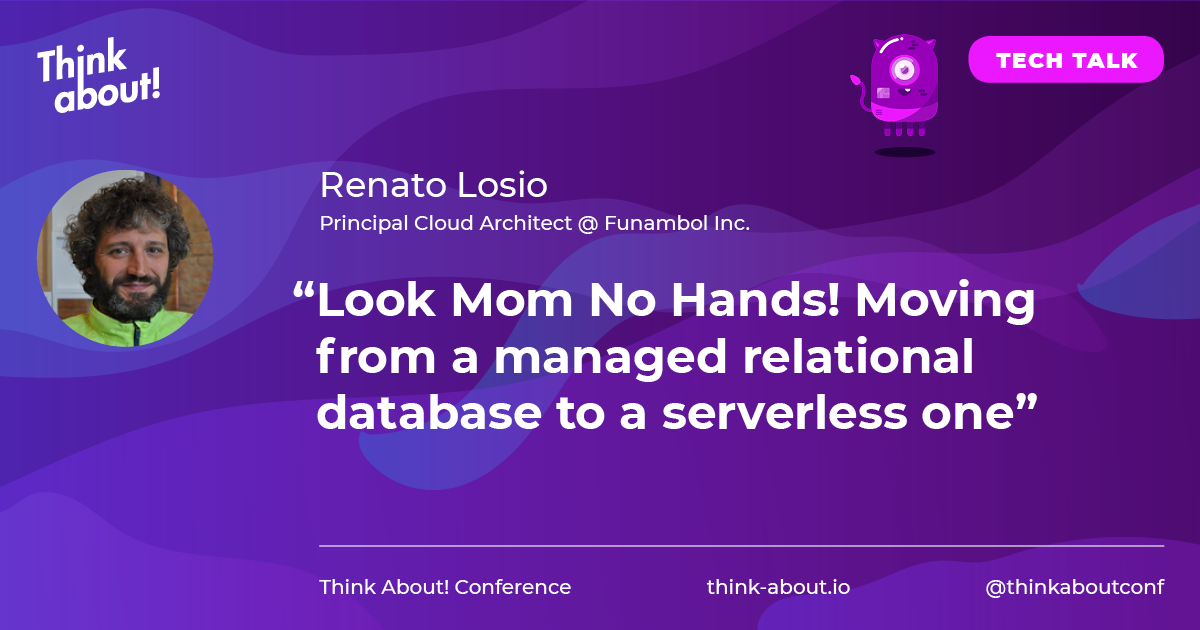 Think
about!
TECH TALK
Renato Losio
Principal Cloud Architect @ Funambol Inc.
“Look Mom No Hands! Moving
from a managed relational
database to a serverless one”
Think About! Conference
think-about.io
@thinkaboutconf